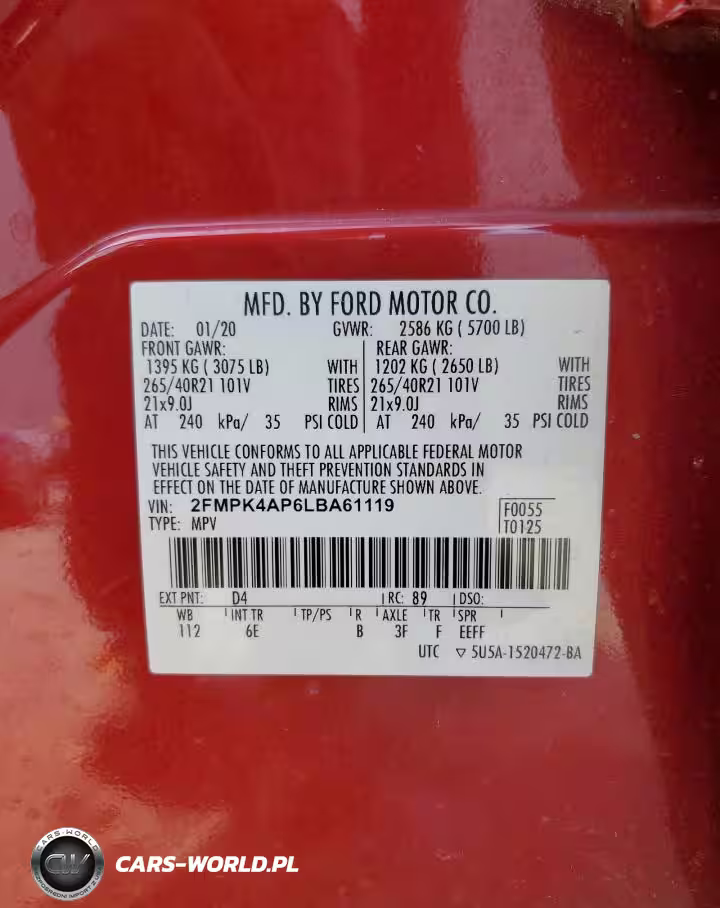 MFD. BY FORD MOTOR CO.
DATE: 01/20 GVWR: 2586 KG ( 5700 LB)
FRONT GAWR: REAR GAWR:
1395 KG ( 3075 LB) WITH 1202 KG ( 2650 LB) WITH
265/40R21 101V TIRES 265/40R21 101V TIRES
21x9.0J RIMS 21x9.0J RIMS
AT 240 kPa/ 35 PSI COLD AT 240 kPa/ 35 PSI COLD
THIS VEHICLE CONFORMS TO ALL APPLICABLE FEDERAL MOTOR
VEHICLE SAFETY AND THEFT PREVENTION STANDARDS IN
EFFECT ON THE DATE OF MANUFACTURE SHOWN ABOVE.
VIN: 2FMPK4AP6LBA61119 F0055
TYPE: MPV T0125
EXT PNT: D4 RC: 89 DSO:
WB INT TR TP/PS R AXLE TR SPR
112 6E B 3F F EEFF
UTC ▽ 5U5A-1520472-BA
CARS-WORLD
CW
CARS-WORLD.PL